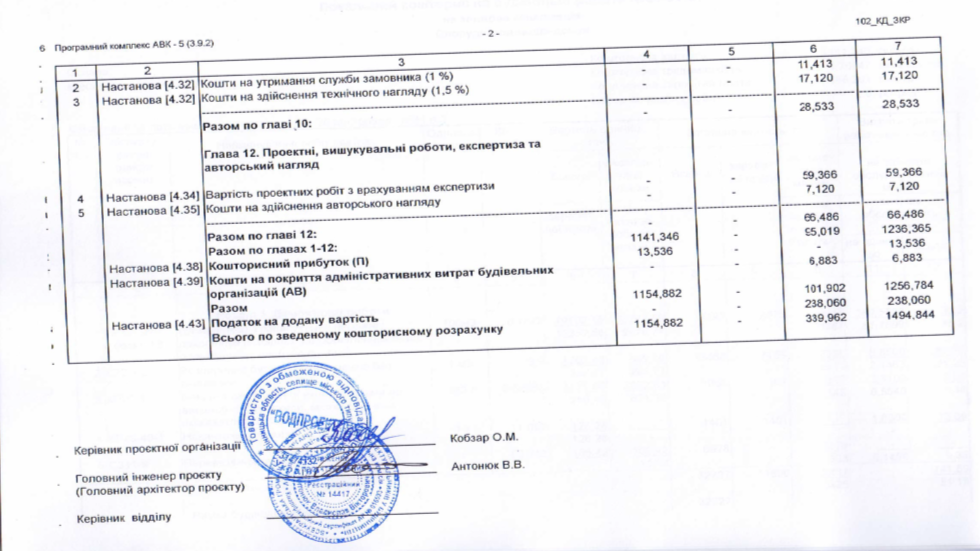 102_КД_ЗКР
6 Програмний комплекс АВК - 5 (3.9.2)
- 2 -
1 2 3 4 5 6 7
2 Настанова [4.32] Кошти на утримання служби замовника (1 %) - - 11,413 11,413
3 Настанова [4.32] Кошти на здійснення технічного нагляду (1,5 %) - - 17,120 17,120
Разом по главі 10: - - 28,533 28,533
Глава 12. Проектні, вишукувальні роботи, експертиза та
авторський нагляд
4 Настанова [4.34] Вартість проектних робіт з врахуванням експертизи - - 59,366 59,366
5 Настанова [4.35] Кошти на здійснення авторського нагляду - - 7,120 7,120
Разом по главі 12: - - 66,486 66,486
Разом по главах 1-12: 1141,346 - 95,019 1236,365
Настанова [4.38] Кошторисний прибуток (П) 13,536 - - 13,536
Настанова [4.39] Кошти на покриття адміністративних витрат будівельних - - 6,883 6,883
організацій (АВ)
Разом 1154,882 - 101,902 1256,784
Настанова [4.43] Податок на додану вартість - - 238,060 238,060
Всього по зведеному кошторисному розрахунку 1154,882 - 339,962 1494,844
Товариство з обмеженою відповід
область, селище міського типу
Керівник проєктної організації Кобзар О.М.
Головний інженер проєкту Антонюк В.В.
(Головний архітектор проєкту)
Реєстраційний
№ 14417
Керівник відділу